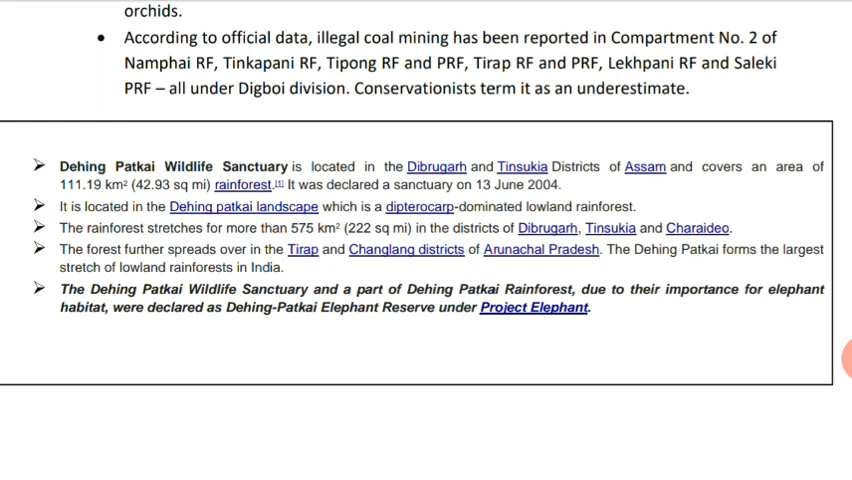 orchids.
• According to official data, illegal coal mining has been reported in Compartment No. 2 of
Namphai RF, Tinkapani RF, Tipong RF and PRF, Tirap RF and PRF, Lekhpani RF and Saleki
PRF – all under Digboi division. Conservationists term it as an underestimate.
➢ Dehing Patkai Wildlife Sanctuary is located in the Dibrugarh and Tinsukia Districts of Assam and covers an area of
111.19 km² (42.93 sq mi) rainforest.[1] It was declared a sanctuary on 13 June 2004.
➢ It is located in the Dehing patkai landscape which is a dipterocarp-dominated lowland rainforest.
➢ The rainforest stretches for more than 575 km² (222 sq mi) in the districts of Dibrugarh, Tinsukia and Charaideo.
➢ The forest further spreads over in the Tirap and Changlang districts of Arunachal Pradesh. The Dehing Patkai forms the largest
stretch of lowland rainforests in India.
➢ The Dehing Patkai Wildlife Sanctuary and a part of Dehing Patkai Rainforest, due to their importance for elephant
habitat, were declared as Dehing-Patkai Elephant Reserve under Project Elephant.